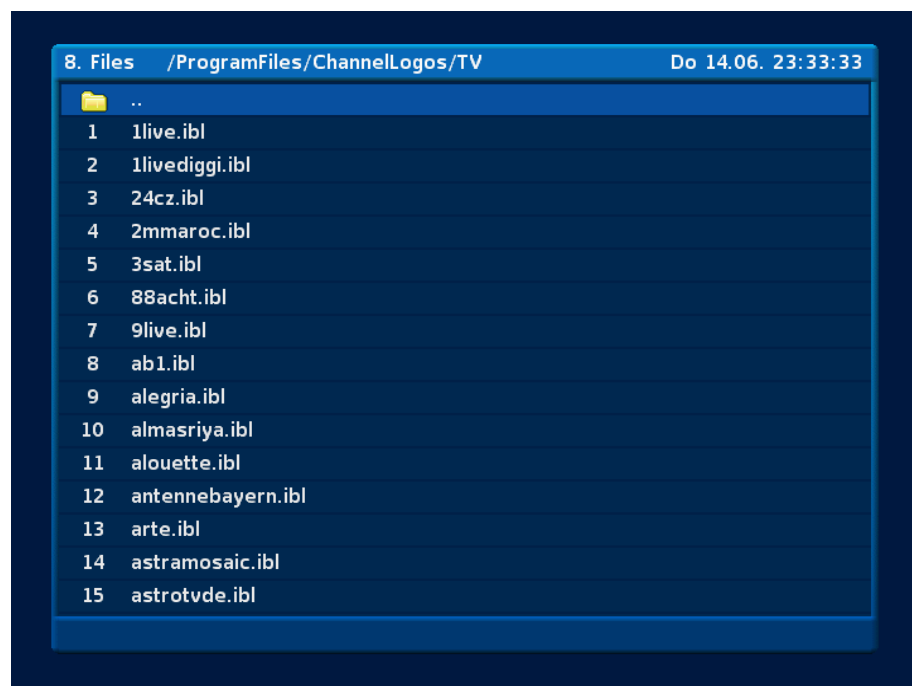 8. Files /ProgramFiles/ChannelLogos/TV Do 14.06. 23:33:33
..
1 1live.ibl
2 1livediggi.ibl
3 24cz.ibl
4 2mmaroc.ibl
5 3sat.ibl
6 88acht.ibl
7 9live.ibl
8 ab1.ibl
9 alegria.ibl
10 almasriya.ibl
11 alouette.ibl
12 antennebayern.ibl
13 arte.ibl
14 astramosaic.ibl
15 astrotvde.ibl